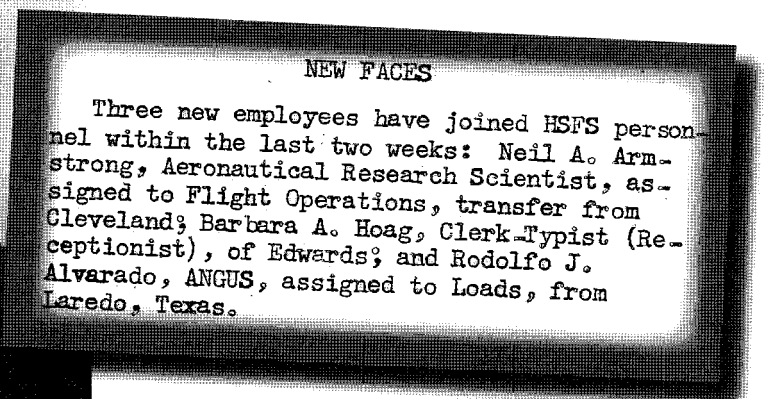 NEW FACES
Three new employees have joined HSFS person-
nel within the last two weeks: Neil A. Arm-
strong, Aeronautical Research Scientist, as-
signed to Flight Operations, transfer from
Cleveland; Barbara A. Hoag, Clerk-Typist (Re-
ceptionist), of Edwards; and Rodolfo J.
Alvarado, ANGUS, assigned to Loads, from
Laredo, Texas.